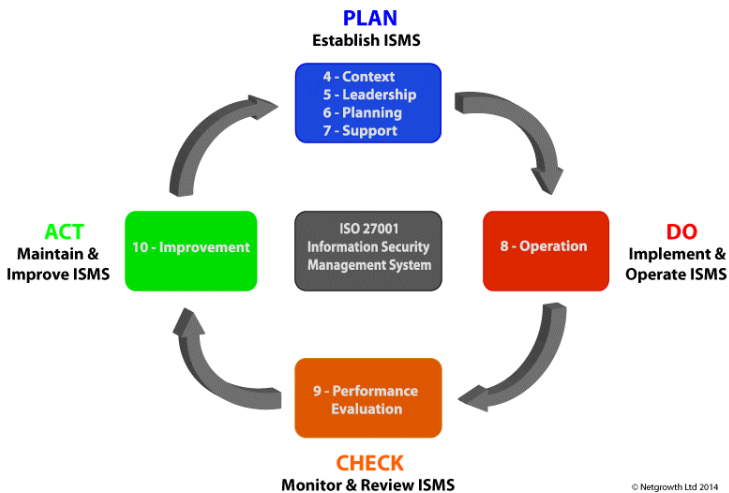 PLAN
Establish ISMS
4 - Context
5 - Leadership
6 - Planning
7 - Support
ACT
Maintain &
Improve ISMS
10 - Improvement
ISO 27001
Information Security
Management System
8 - Operation
DO
Implement &
Operate ISMS
9 - Performance
Evaluation
CHECK
Monitor & Review ISMS
© Netgrowth Ltd 2014